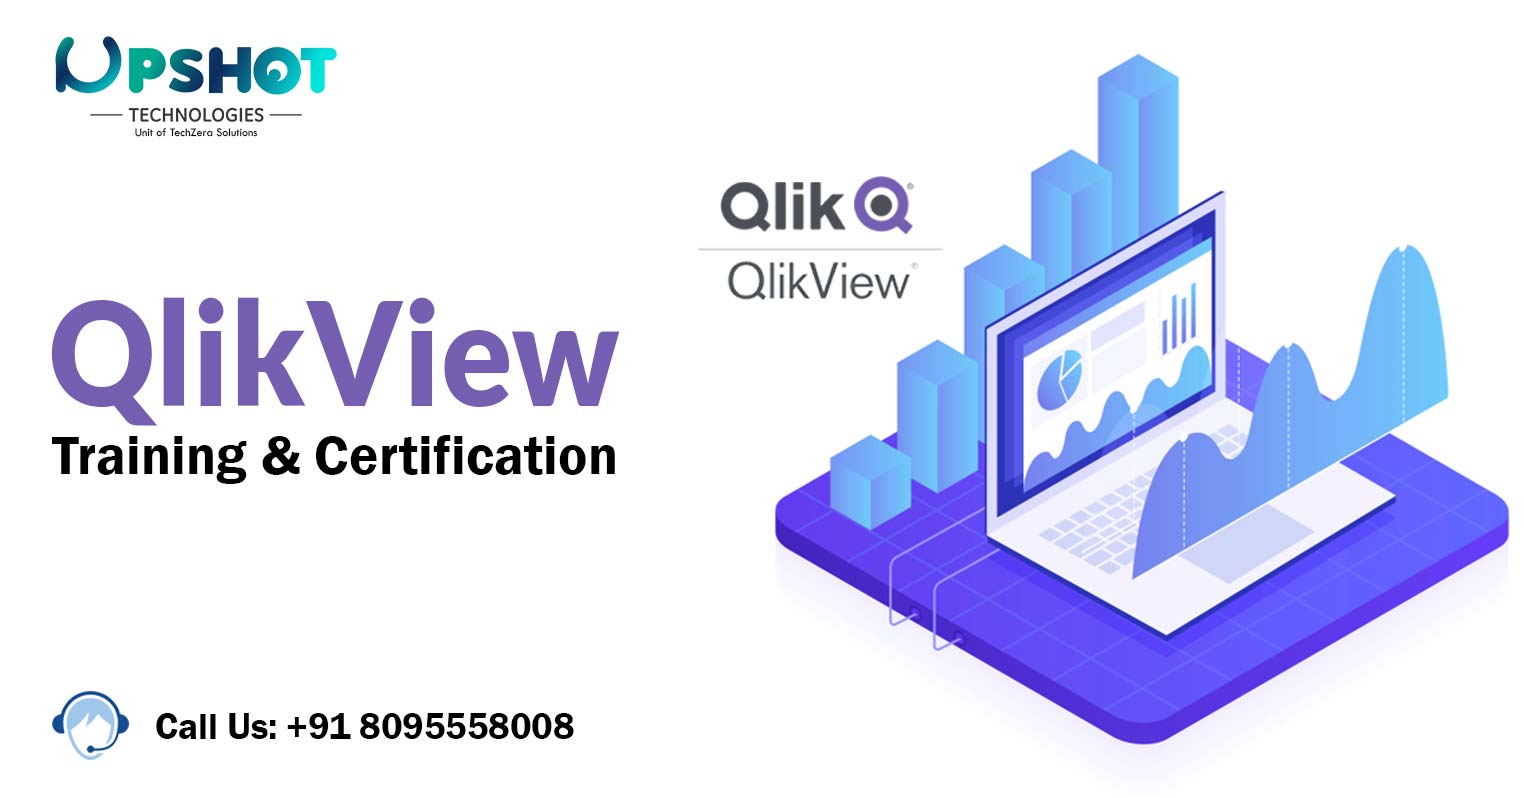 UPSHOT
TECHNOLOGIES
Unit of TechZera Solutions
Qlik
QlikView
QlikView
Training & Certification
Call Us: +91 8095558008